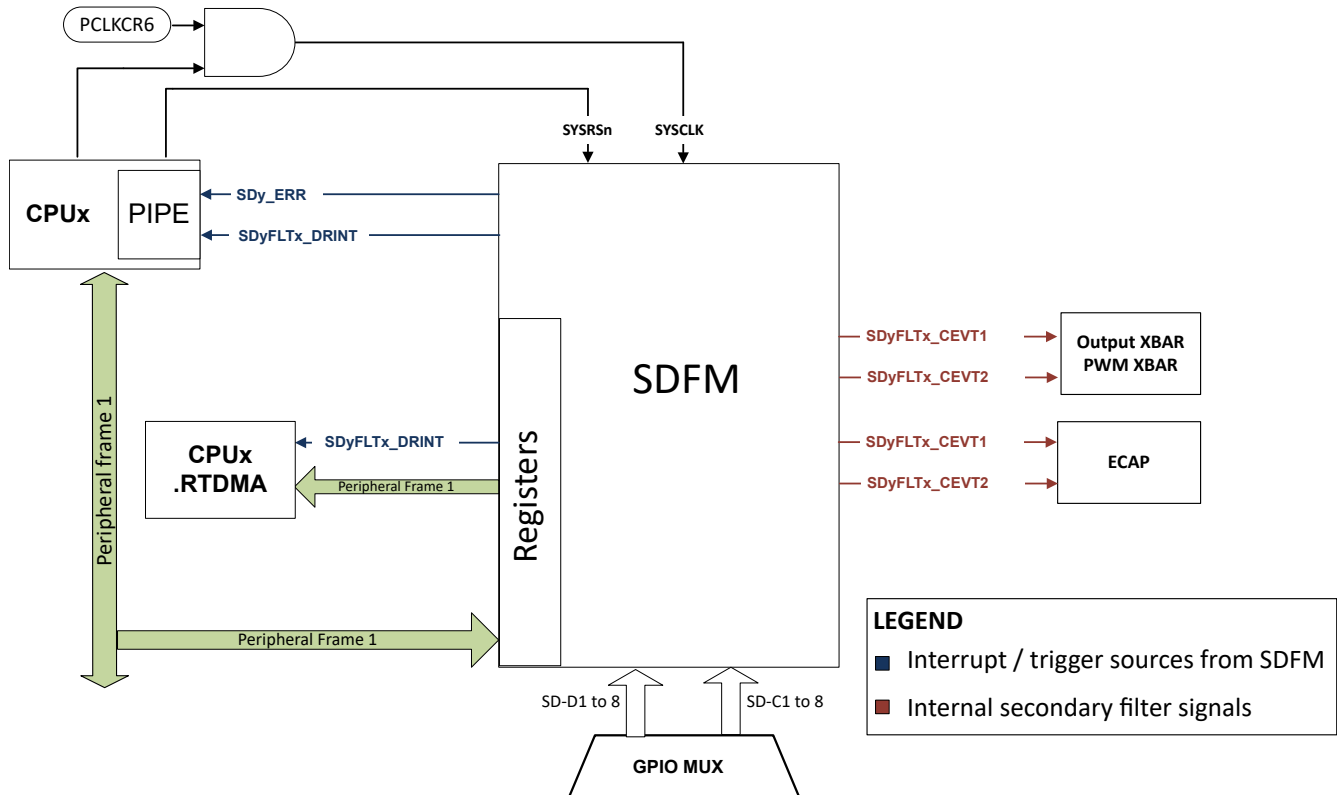 PCLKCR6
SYSRSn
SYSCLK
CPUx
PIPE
SDy_ERR
SDyFLTx_DRINT
Peripheral frame 1
SDFM
Registers
SDyFLTx_CEVT1
SDyFLTx_CEVT2
Output XBAR
PWM XBAR
SDyFLTx_DRINT
CPUx
.RTDMA
Peripheral Frame 1
SDyFLTx_CEVT1
SDyFLTx_CEVT2
ECAP
Peripheral Frame 1
LEGEND
Interrupt / trigger sources from SDFM
Internal secondary filter signals
SD-D1 to 8
SD-C1 to 8
GPIO MUX